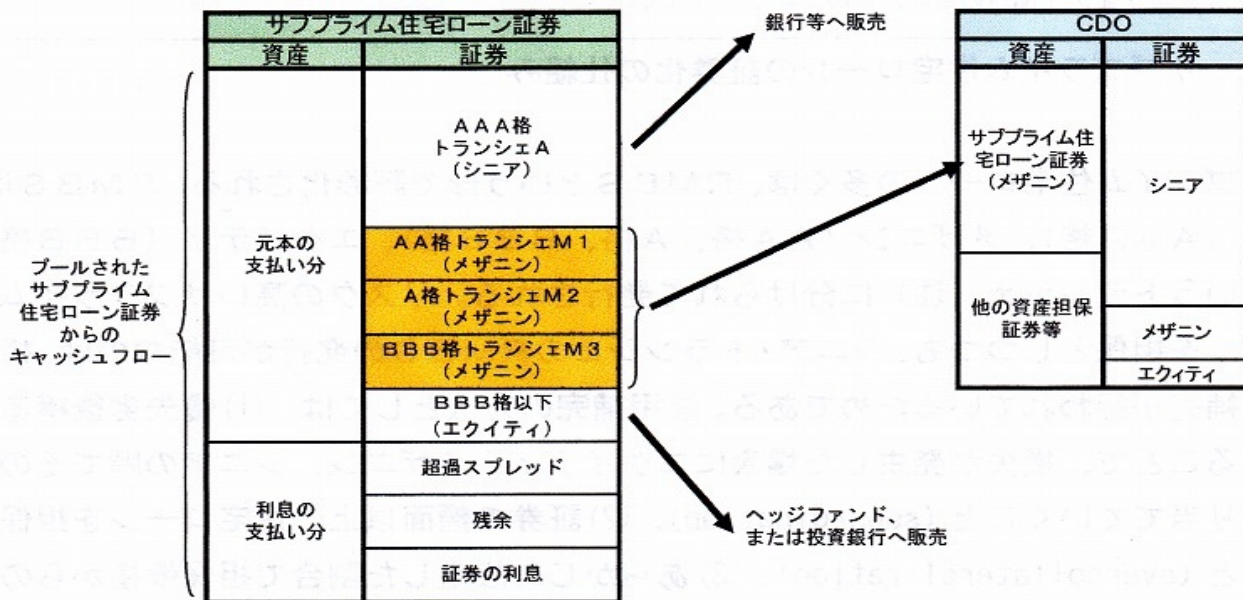 サブプライム住宅ローン証券
資産
証券
プールされた
サブプライム
住宅ローン証券
からの
キャッシュフロー
元本の
支払い分
利息の
支払い分
ＡＡＡ格
トランシェＡ
（シニア）
ＡＡ格トランシェＭ１
（メザニン）
Ａ格トランシェＭ２
（メザニン）
ＢＢＢ格トランシェＭ３
（メザニン）
ＢＢＢ格以下
（エクイティ）
超過スプレッド
残余
証券の利息
銀行等へ販売
ヘッジファンド、
または投資銀行へ販売
ＣＤＯ
資産
証券
サブプライム住
宅ローン証券
（メザニン）
他の資産担保
証券等
シニア
メザニン
エクィティ